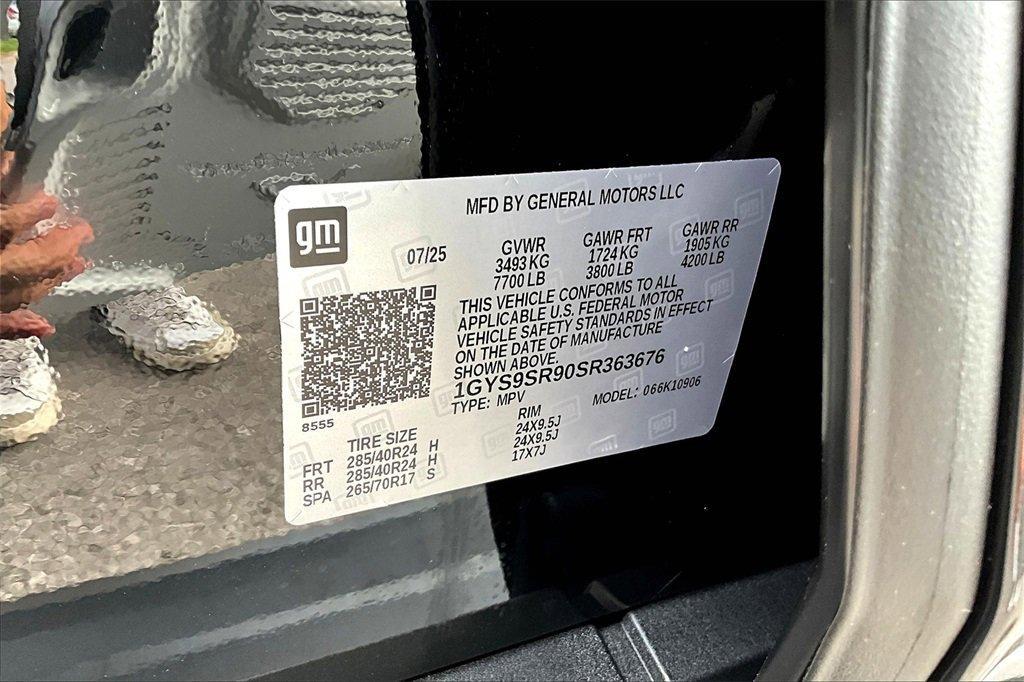 MFD BY GENERAL MOTORS LLC
gm
07/25
GVWR GAWR FRT GAWR RR
3493 KG 1724 KG 1905 KG
7700 LB 3800 LB 4200 LB
THIS VEHICLE CONFORMS TO ALL
APPLICABLE U.S. FEDERAL MOTOR
VEHICLE SAFETY STANDARDS IN EFFECT
ON THE DATE OF MANUFACTURE
SHOWN ABOVE.
1GYS9SR90SR363676
TYPE: MPV MODEL: 066K10906
8555
TIRE SIZE RIM
FRT 285/40R24 H 24X9.5J
RR 285/40R24 H 24X9.5J
SPA 265/70R17 S 17X7J